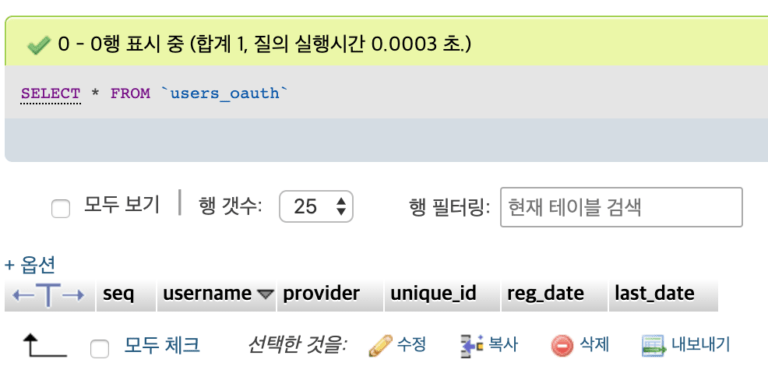 0 - 0행 표시 중 (합계 1, 질의 실행시간 0.0003 초.)
SELECT * FROM `users_oauth`
모두 보기 | 행 갯수: 25 행 필터링: 현재 테이블 검색
+ 옵션
←T→ seq username provider unique_id reg_date last_date
모두 체크 선택한 것을: 수정 복사 삭제 내보내기